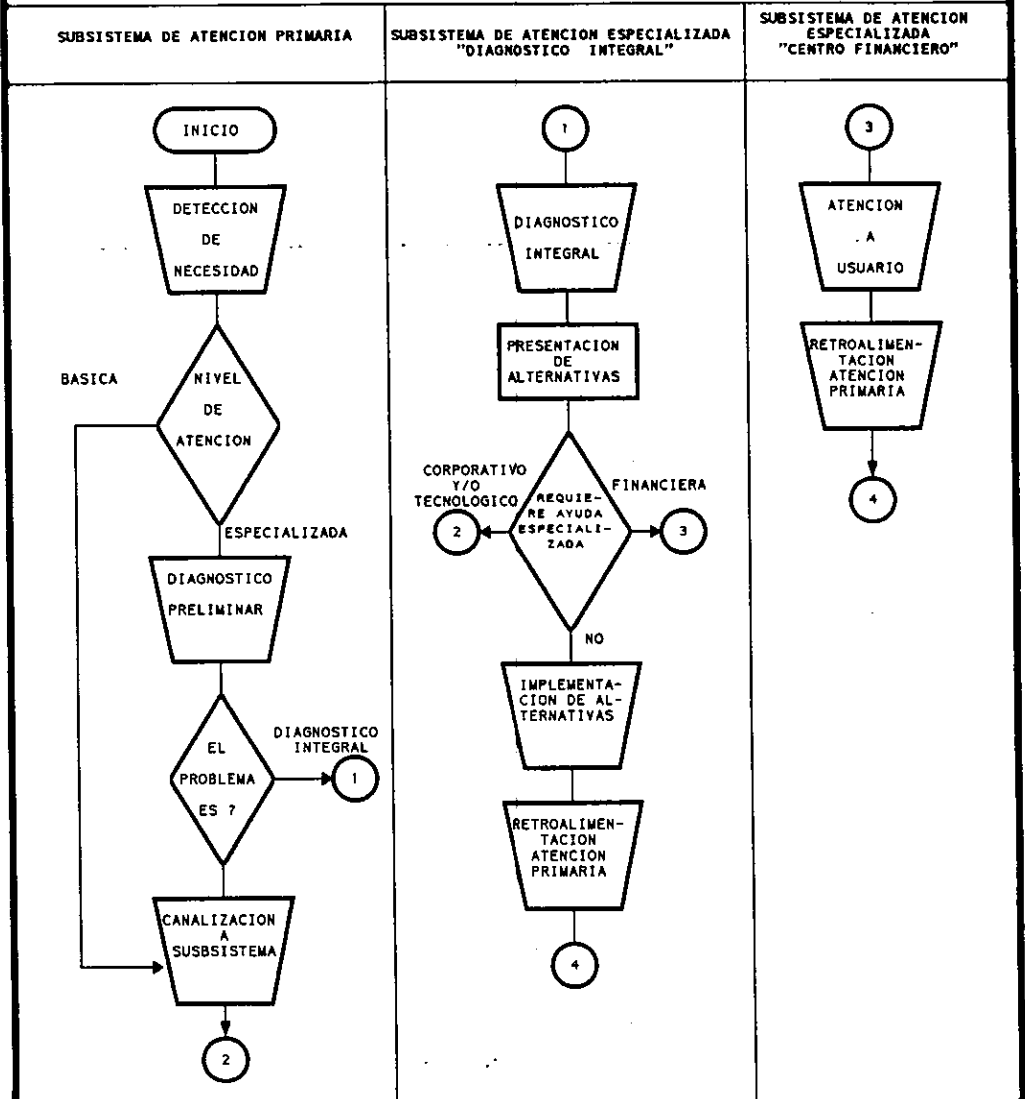 SUBSISTEMA DE ATENCION PRIMARIA
SUBSISTEMA DE ATENCION ESPECIALIZADA
"DIAGNOSTICO INTEGRAL"
SUBSISTEMA DE ATENCION
ESPECIALIZADA
"CENTRO FINANCIERO"
INICIO
DETECCION
DE
NECESIDAD
BASICA
NIVEL
DE
ATENCION
ESPECIALIZADA
DIAGNOSTICO
PRELIMINAR
EL
PROBLEMA
ES ?
DIAGNOSTICO
INTEGRAL
1
CANALIZACION
A
SUSBSISTEMA
2
1
DIAGNOSTICO
INTEGRAL
PRESENTACION
DE
ALTERNATIVAS
CORPORATIVO
Y/O
TECNOLOGICO
2
REQUIE-
RE AYUDA
ESPECIALI-
ZADA
FINANCIERA
3
NO
IMPLEMENTA-
CION DE AL-
TERNATIVAS
RETROALIMEN-
TACION
ATENCION
PRIMARIA
4
3
ATENCION
A
USUARIO
RETROALIMEN-
TACION
ATENCION
PRIMARIA
4